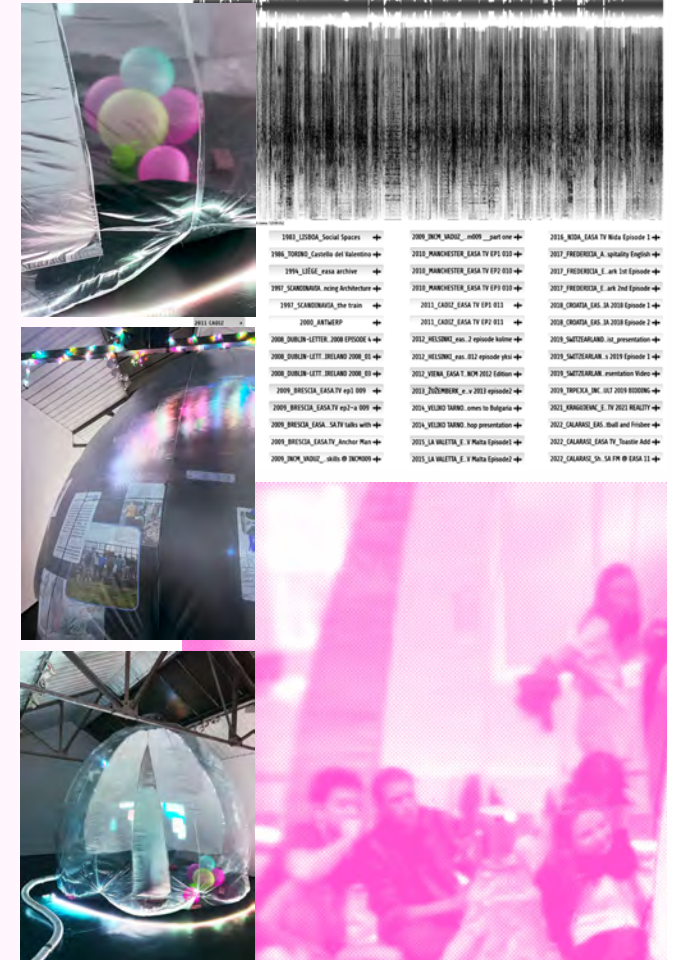 2011_CADIZ
1981_LISBOA_Social Spaces
1986_TORINO_Castello del Valentino
1994_LIÈGE_easa archive
1997_SCANDINAVIA..ncing Architecture
1997_SCANDINAVIA_the train
2000_ANTWERP
2008_DUBLIN-LETTER..2008 EPISODE 4
2008_DUBLIN-LETT..IRELAND 2008_01
2008_DUBLIN-LETT..IRELAND 2008_03
2009_BRESCIA_EASA.TV ep1 009
2009_BRESCIA_EASA.TV ep2-a 009
2009_BRESCIA_EASA..SA.TV talks with
2009_BRESCIA_EASA.TV_Anchor Man
2009_INCM_VADUZ_..skills @ INCM009
2009_INCM_VADUZ_..m009 __part one
2010_MANCHESTER_EASA TV EP1 010
2010_MANCHESTER_EASA TV EP2 010
2010_MANCHESTER_EASA TV EP3 010
2011_CADIZ_EASA TV EP1 011
2011_CADIZ_EASA TV EP2 011
2012_HELSINKI_eas..2 episode kolme
2012_HELSINKI_eas..012 episode yksi
2012_VIENA_EASA T..NCM 2012 Edition
2013_ŽUŽEMBERK_e..v 2013 episode2
2014_VELIKO TARNO..omes to Bulgaria
2014_VELIKO TARNO..hop presentation
2015_LA VALETTA_E..V Malta Episode1
2015_LA VALETTA_E..V Malta Episode2
2016_NIDA_EASA TV Nida Episode 1
2017_FREDERICIA_A..spitality English
2017_FREDERICIA_E..ark 1st Episode
2017_FREDERICIA_E..ark 2nd Episode
2018_CROATIA_EAS..IA 2018 Episode 1
2018_CROATIA_EAS..IA 2018 Episode 2
2019_SWITZERLAND..ist_presentation
2019_SWITZERLAN..s 2019 Episode 1
2019_SWITZERLAN..esentation Video
2019_TRPEJCA_INC..ULT 2019 BIDDING
2021_KRAGUJEVAC_E..TV 2021 REALITY
2022_CALARASI_EAS..tball and Frisbee
2022_CALARASI_EASA TV_Toastie Add
2022_CALARASI_Sh..SA FM @ EASA 11